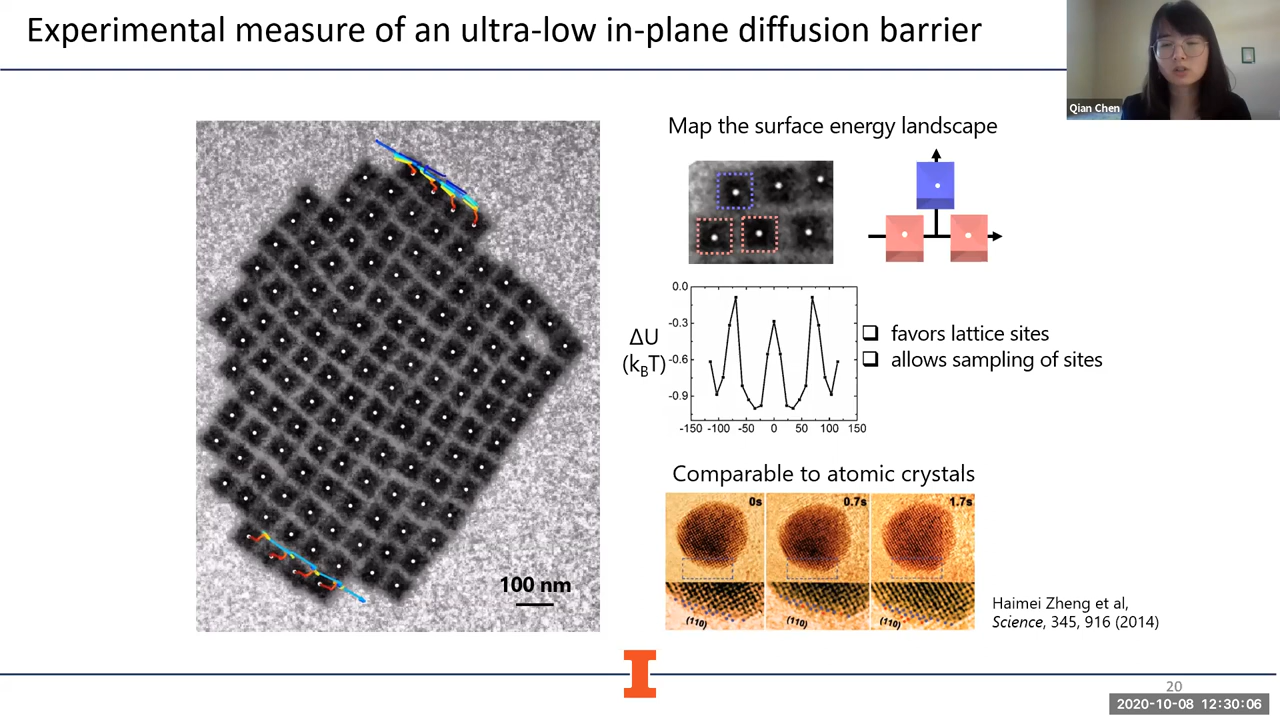 Experimental measure of an ultra-low in-plane diffusion barrier
Qian Chen
Map the surface energy landscape
0.0
-0.3
-0.6
-0.9
ΔU
(kBT)
-150 -100 -50 0 50 100 150
❑ favors lattice sites
❑ allows sampling of sites
100 nm
Comparable to atomic crystals
0s 0.7s 1.7s
(110) (110) (110)
Haimei Zheng et al,
Science, 345, 916 (2014)
20
2020-10-08 12:30:06